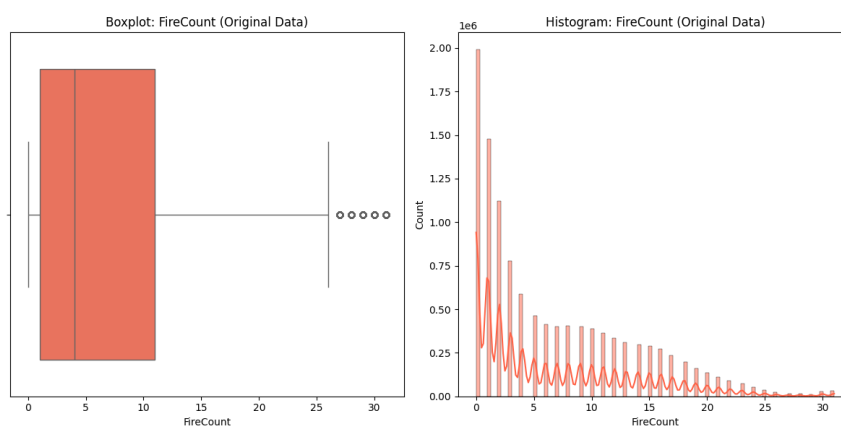 Boxplot: FireCount (Original Data)
0 5 10 15 20 25 30
FireCount
Histogram: FireCount (Original Data)
1e6
2.00
1.75
1.50
1.25
1.00
0.75
0.50
0.25
0.00
Count
0 5 10 15 20 25 30
FireCount